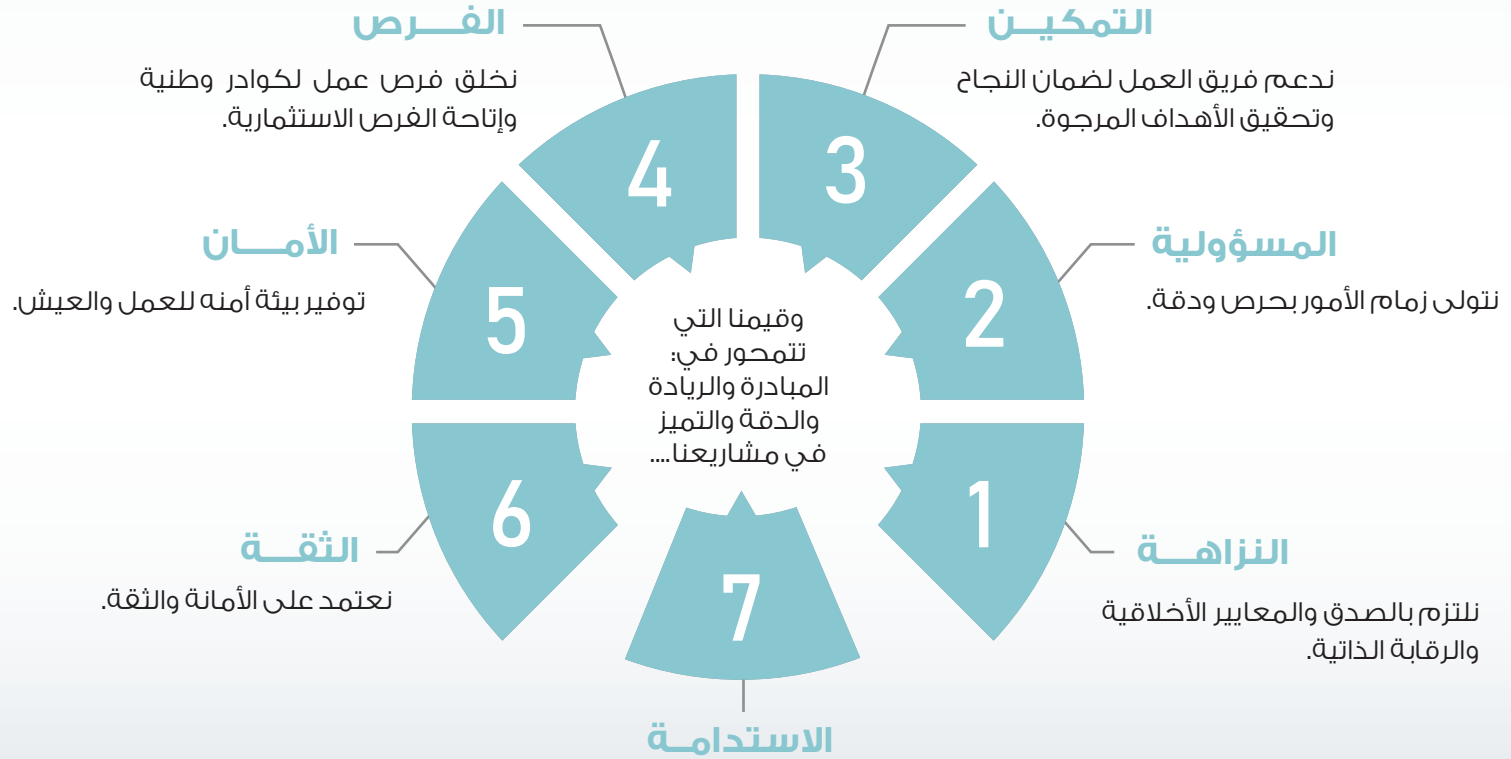 وقيمنا التي
تتمحور في:
المبادرة والريادة
والدقة والتميز
في مشاريعنا....
1
النزاهـــة
نلتزم بالصدق والمعايير الأخلاقية
والرقابة الذاتية.
2
المسؤولية
نتولى زمام الأمور بحرص ودقة.
3
التمكيـــن
ندعم فريق العمل لضمان النجاح
وتحقيق الأهداف المرجوة.
4
الفـــرص
نخلق فرص عمل لكوادر وطنية
وإتاحة الفرص الاستثمارية.
5
الأمـــان
توفير بيئة أمنه للعمل والعيش.
6
الثقـــة
نعتمد على الأمانة والثقة.
7
الاستدامـــة